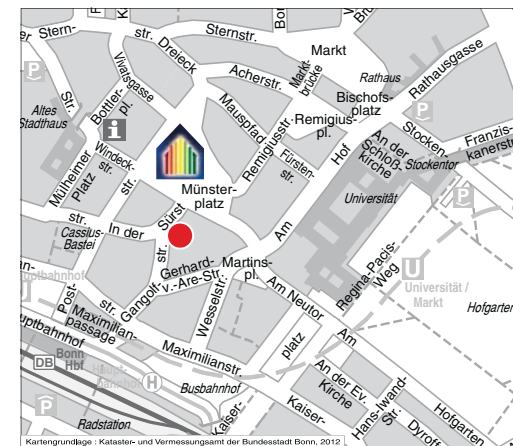 Stern-
str.
Sternstr.
Dreieck
Vivatsgasse
Acherstr.
Markt
Markt-
brücke
Rathaus
Rathausgasse
Bischofs-
platz
Str.
Altes
Stadthaus
Bottler-
pl.
i
Mauspfad
Remigiusstr.
Remigius-
pl.
Fürsten-
str.
An der
Schloß-
kirche
Stocken-
Stockentor
Franzis-
kanerstr.
Windeck-
str.
Mülheimer
Platz
Münster-
platz
Am
Hof
Universität
P
P
P
str.
Cassius-
Bastei
In der
Sürst
str.
Gerhard-
v.-Are-Str.
Martins-
pl.
Am Neutor
Regina-Pacis-
Weg
U
Universität /
Markt
Hofgarten
Post-
str.
Gangolf
Wesselstr.
Maximilian-
passage
Maximilianstr.
platz
Am
Hofgarten
DB
Bonn
Hbf
H
Busbahnhof
Kaiser-
Kaiser-
An der Ev.
Kirche
Hans-Iwand-
Str.
Dyroff-
P
Radstation
Kartengrundlage : Kataster- und Vermessungsamt der Bundesstadt Bonn, 2012